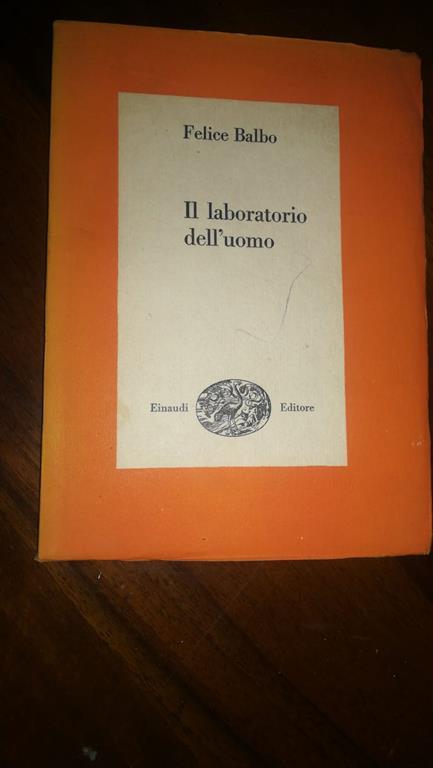 Felice Balbo
Il laboratorio
dell'uomo
Einaudi Editore